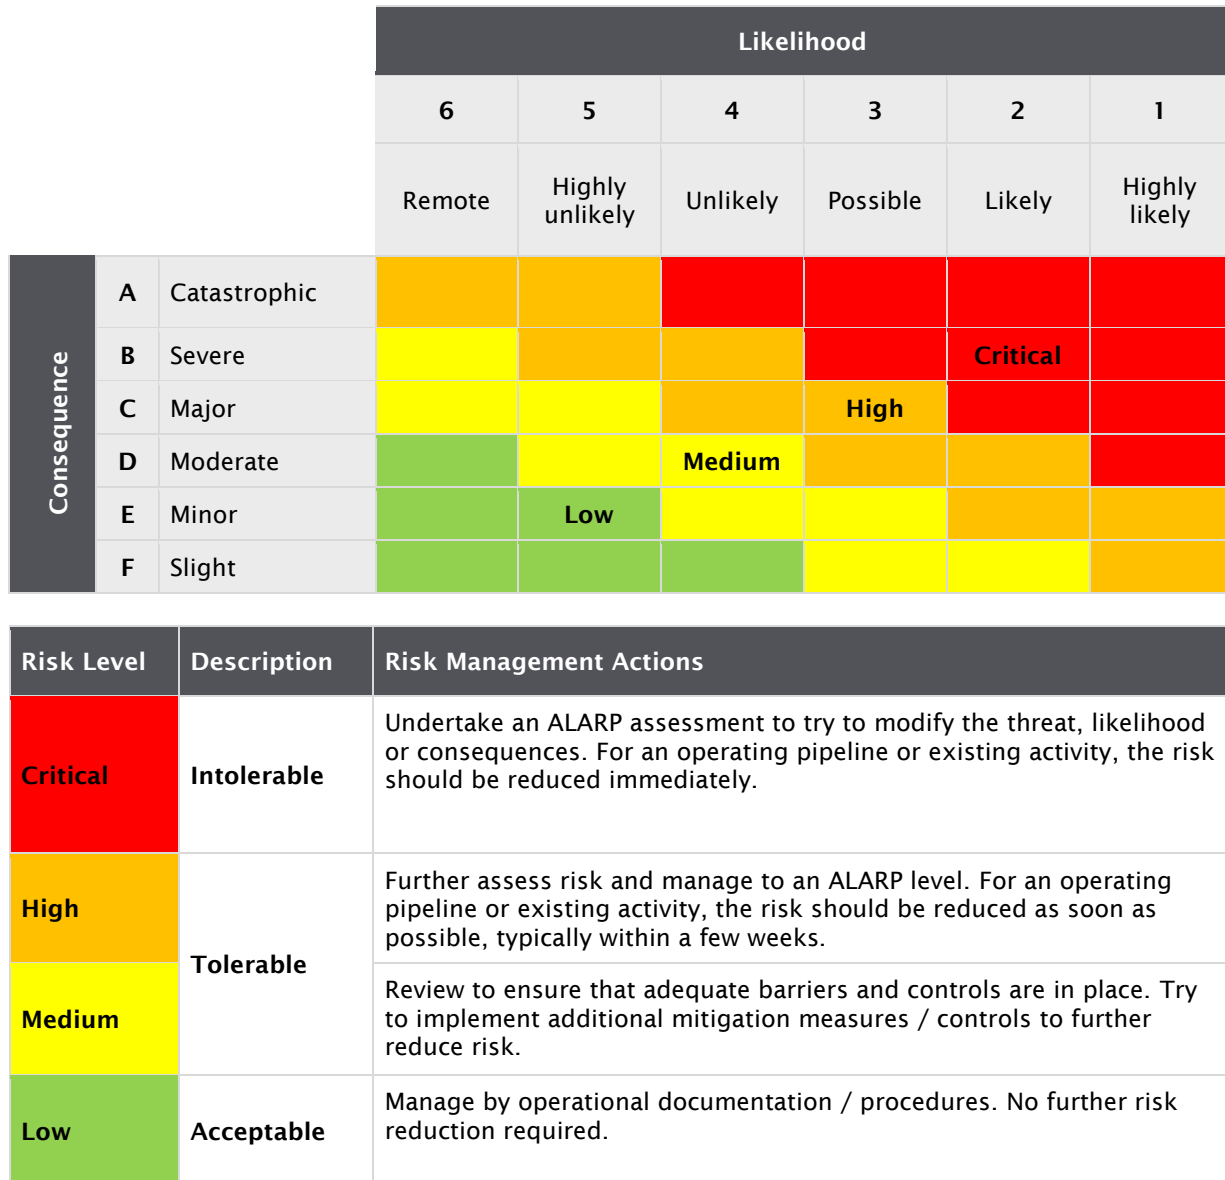 Likelihood
6 5 4 3 2 1
Remote Highly unlikely Unlikely Possible Likely Highly likely
Consequence
A Catastrophic
B Severe Critical
C Major High
D Moderate Medium
E Minor Low
F Slight
Risk Level Description Risk Management Actions
Critical Intolerable
Undertake an ALARP assessment to try to modify the threat, likelihood
or consequences. For an operating pipeline or existing activity, the risk
should be reduced immediately.
High
Tolerable
Further assess risk and manage to an ALARP level. For an operating
pipeline or existing activity, the risk should be reduced as soon as
possible, typically within a few weeks.
Medium
Review to ensure that adequate barriers and controls are in place. Try
to implement additional mitigation measures / controls to further
reduce risk.
Low Acceptable
Manage by operational documentation / procedures. No further risk
reduction required.